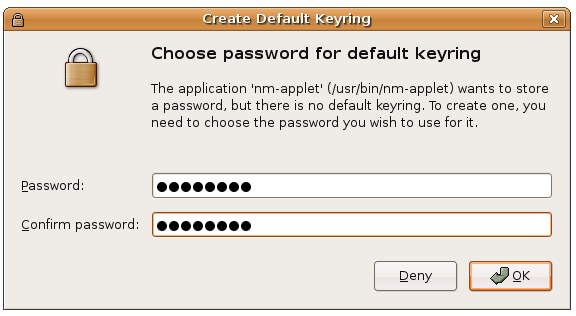 Create Default Keyring
Choose password for default keyring
The application 'nm-applet' (/usr/bin/nm-applet) wants to store
a password, but there is no default keyring. To create one, you
need to choose the password you wish to use for it.
Password: ●●●●●●●●
Confirm password: ●●●●●●●●
Deny OK